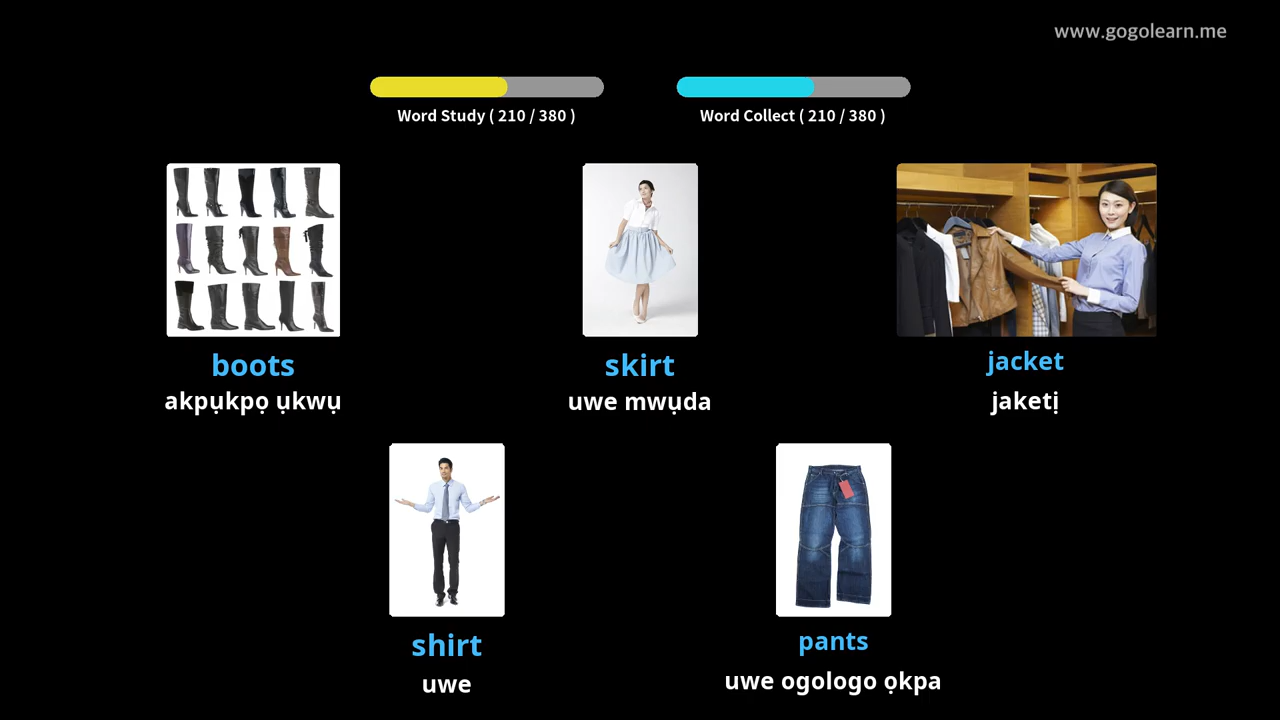 www.gogolearn.me
Word Study ( 210 / 380 )
Word Collect ( 210 / 380 )
boots
akpụkpọ ụkwụ
skirt
uwe mwụda
jacket
jaketị
shirt
uwe
pants
uwe ogologo ọkpa